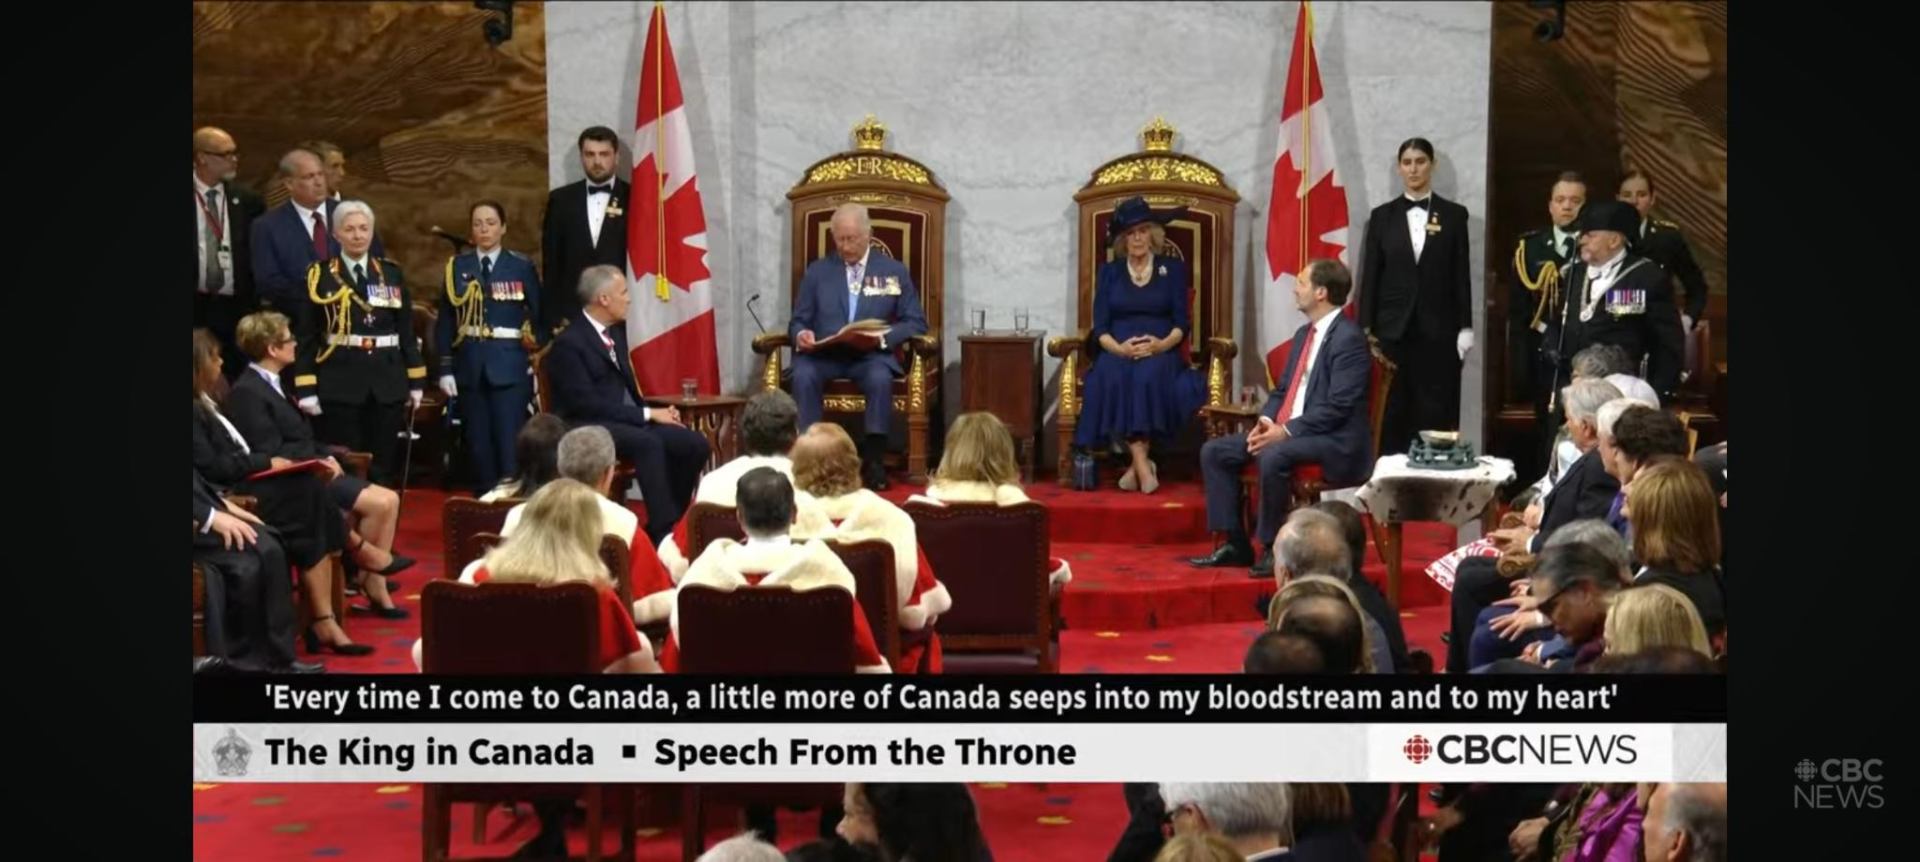 EIIR
'Every time I come to Canada, a little more of Canada seeps into my bloodstream and to my heart'
The King in Canada ▪ Speech From the Throne
CBCNEWS
CBC
NEWS